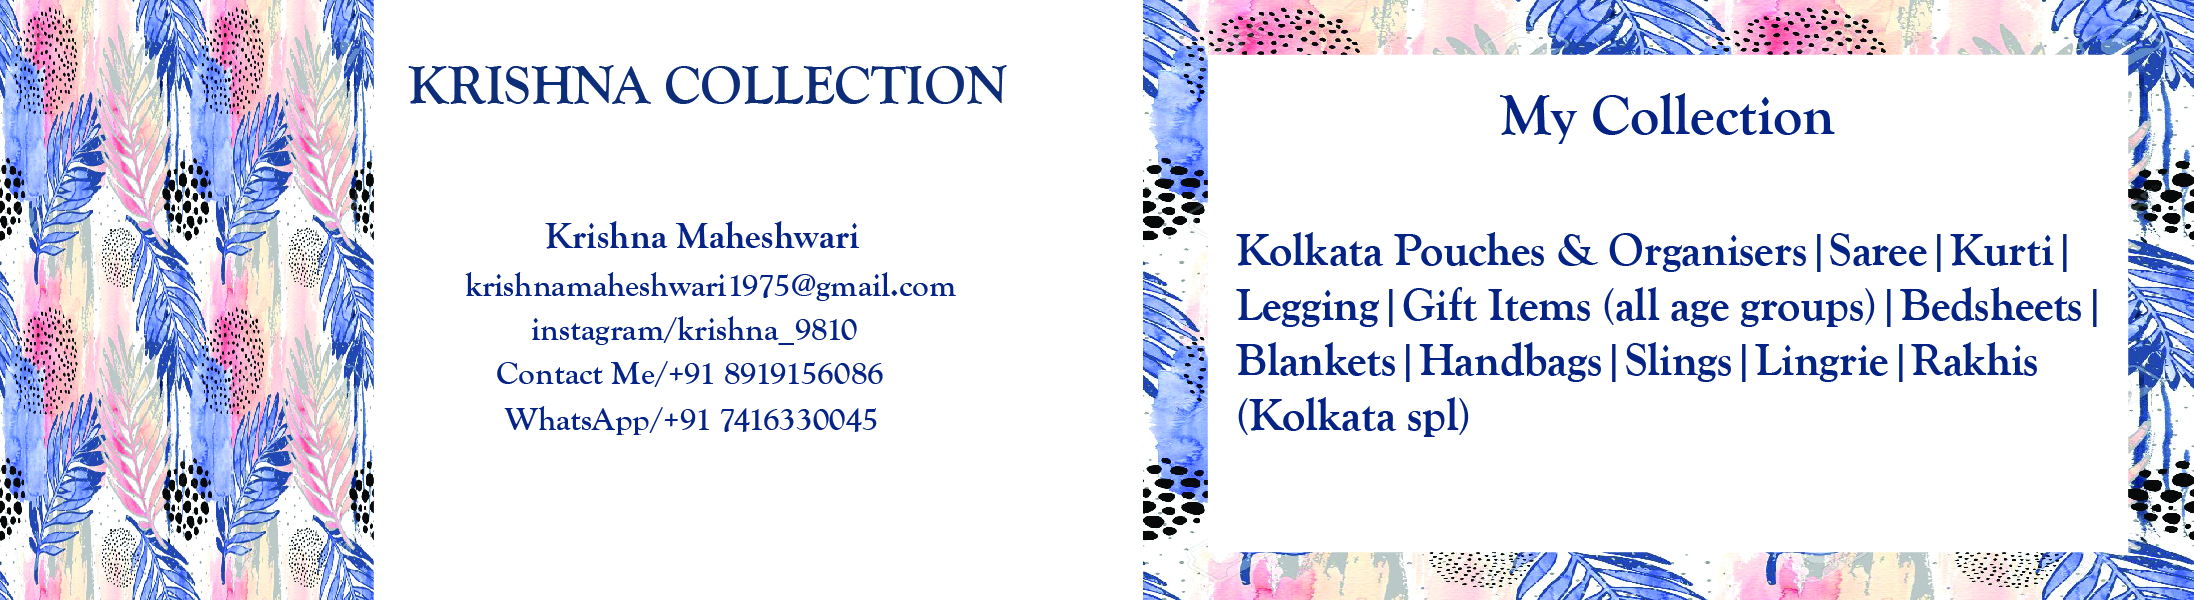 KRISHNA COLLECTION
Krishna Maheshwari
krishnamaheshwari1975@gmail.com
instagram/krishna_9810
Contact Me/+91 8919156086
WhatsApp/+91 7416330045
My Collection
Kolkata Pouches & Organisers|Saree|Kurti|
Legging|Gift Items (all age groups)|Bedsheets|
Blankets|Handbags|Slings|Lingrie|Rakhis
(Kolkata spl)